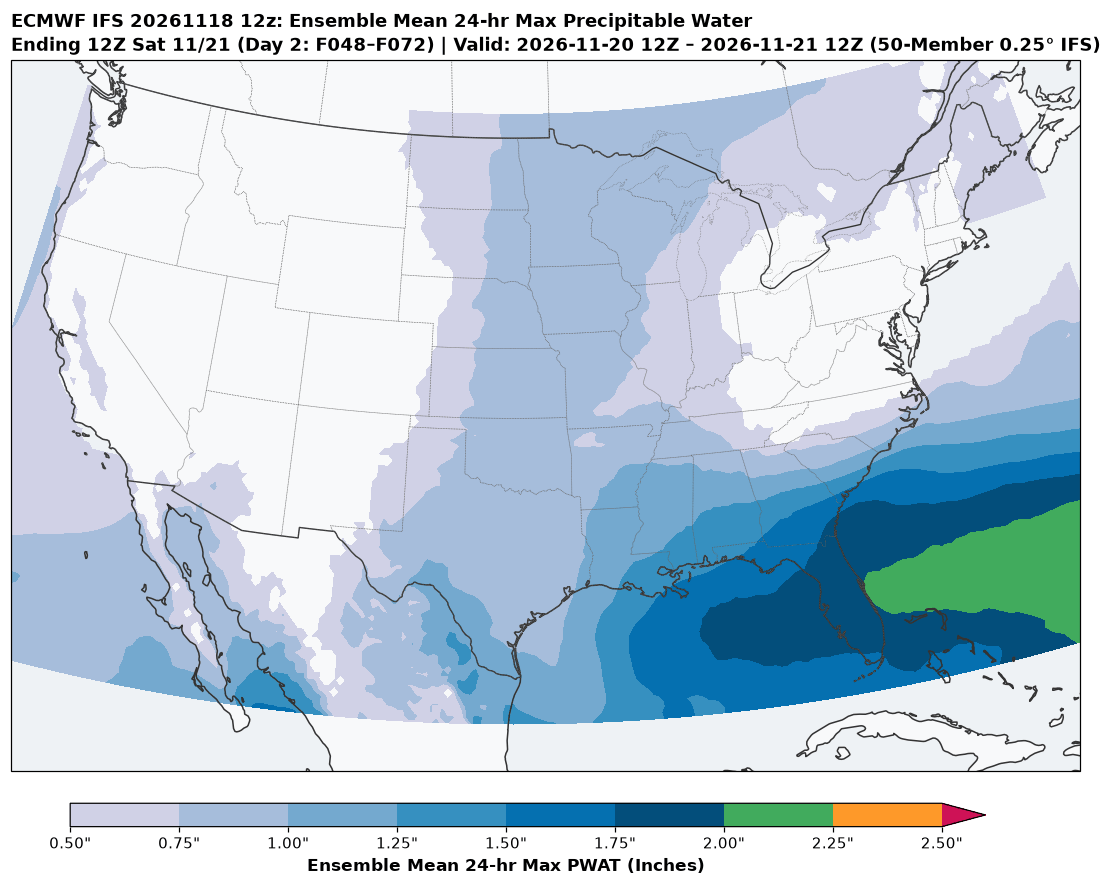 ECMWF IFS 20261118 12z: Ensemble Mean 24-hr Max Precipitable Water
Ending 12Z Sat 11/21 (Day 2: F048–F072) | Valid: 2026-11-20 12Z – 2026-11-21 12Z (50-Member 0.25° IFS)
0.50" 0.75" 1.00" 1.25" 1.50" 1.75" 2.00" 2.25" 2.50"
Ensemble Mean 24-hr Max PWAT (Inches)